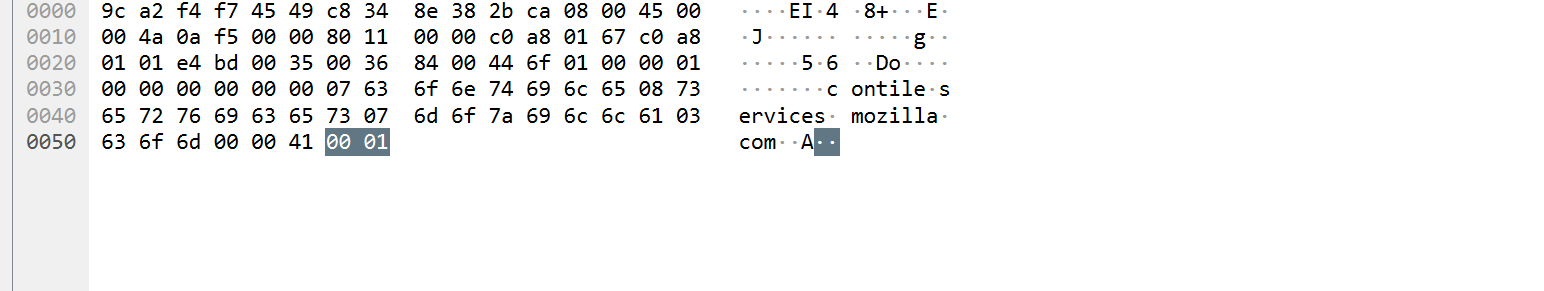 0000 9c a2 f4 f7 45 49 c8 34 8e 38 2b ca 08 00 45 00 ····EI·4 ·8+···E·
0010 00 4a 0a f5 00 00 80 11 00 00 c0 a8 01 67 c0 a8 ·J······ ·····g··
0020 01 01 e4 bd 00 35 00 36 84 00 44 6f 01 00 00 01 ·····5·6 ··Do····
0030 00 00 00 00 00 00 07 63 6f 6e 74 69 6c 65 08 73 ·······c ontile·s
0040 65 72 76 69 63 65 73 07 6d 6f 7a 69 6c 6c 61 03 ervices· mozilla·
0050 63 6f 6d 00 00 41 00 01 com··A··